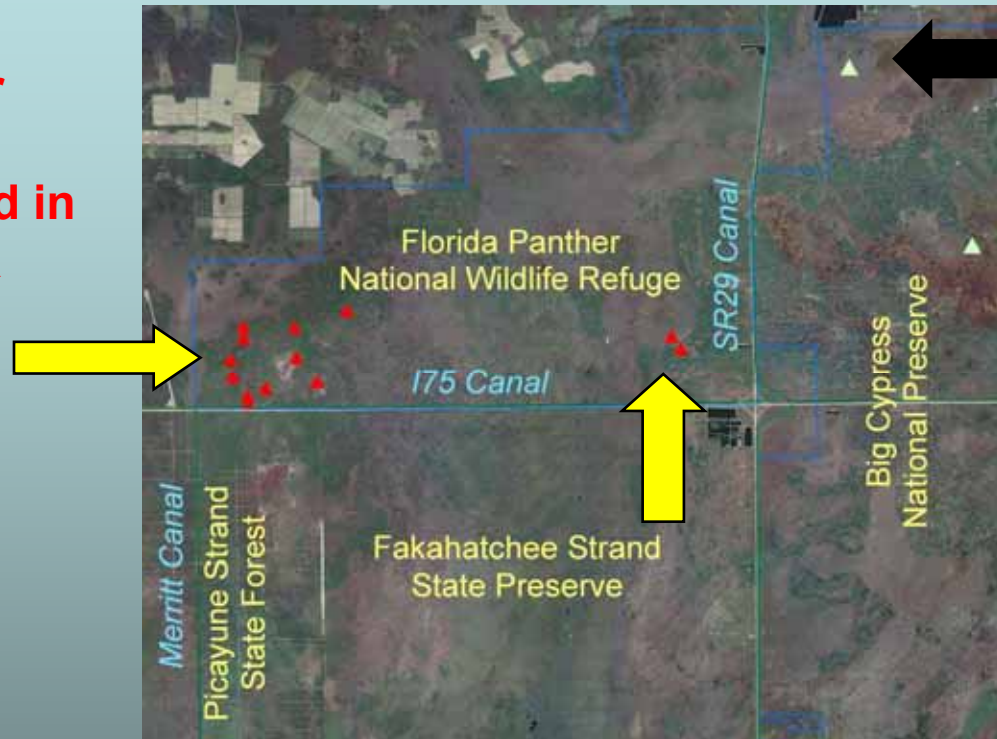 d in
Florida Panther
National Wildlife Refuge
SR29 Canal
I75 Canal
Big Cypress
National Preserve
Merritt Canal
Picayune Strand
State Forest
Fakahatchee Strand
State Preserve